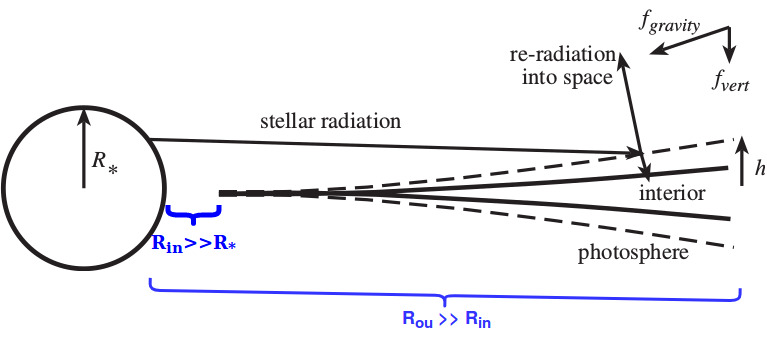 f_gravity
re-radiation
into space
f_vert
stellar radiation
R_*
h
interior
R_in>>R_*
photosphere
R_ou >> R_in